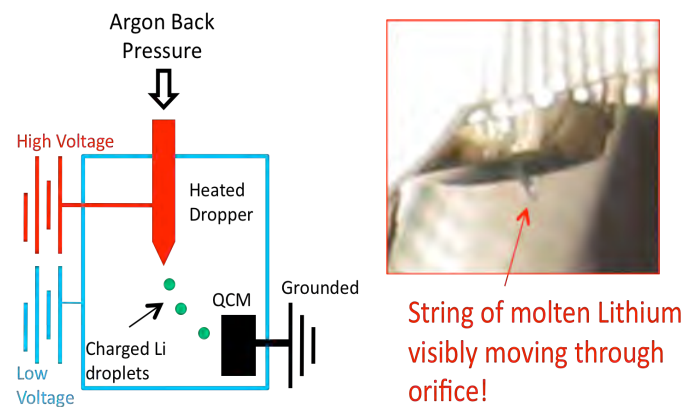 Argon Back
Pressure
High Voltage
Heated
Dropper
QCM
Grounded
Charged Li
droplets
Low
Voltage
String of molten Lithium
visibly moving through
orifice!